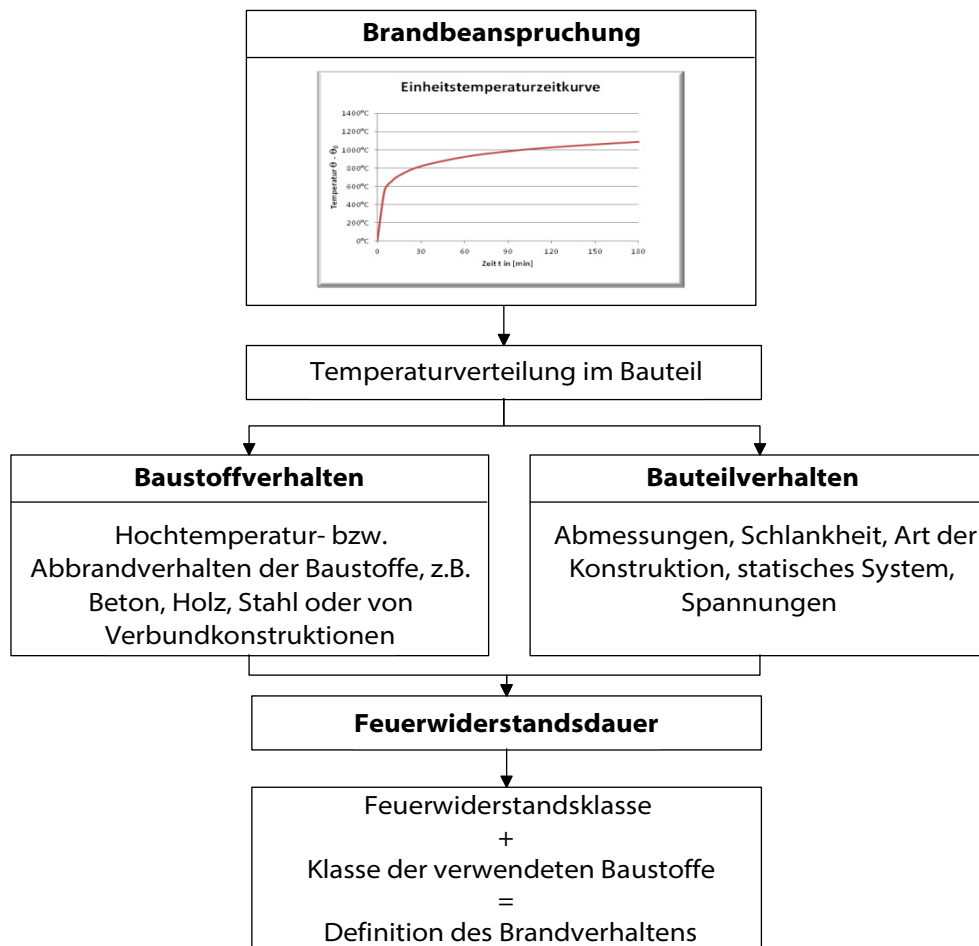 Brandbeanspruchung
Einheitstemperaturzeitkurve
Temperatur θ - θ₀
1400°C
1200°C
1000°C
800°C
600°C
400°C
200°C
0°C
0 30 60 90 120 150 180
Zeit t in [min]
Temperaturverteilung im Bauteil
Baustoffverhalten
Hochtemperatur- bzw.
Abbrandverhalten der Baustoffe, z.B.
Beton, Holz, Stahl oder von
Verbundkonstruktionen
Bauteilverhalten
Abmessungen, Schlankheit, Art der
Konstruktion, statisches System,
Spannungen
Feuerwiderstandsdauer
Feuerwiderstandsklasse
+
Klasse der verwendeten Baustoffe
=
Definition des Brandverhaltens